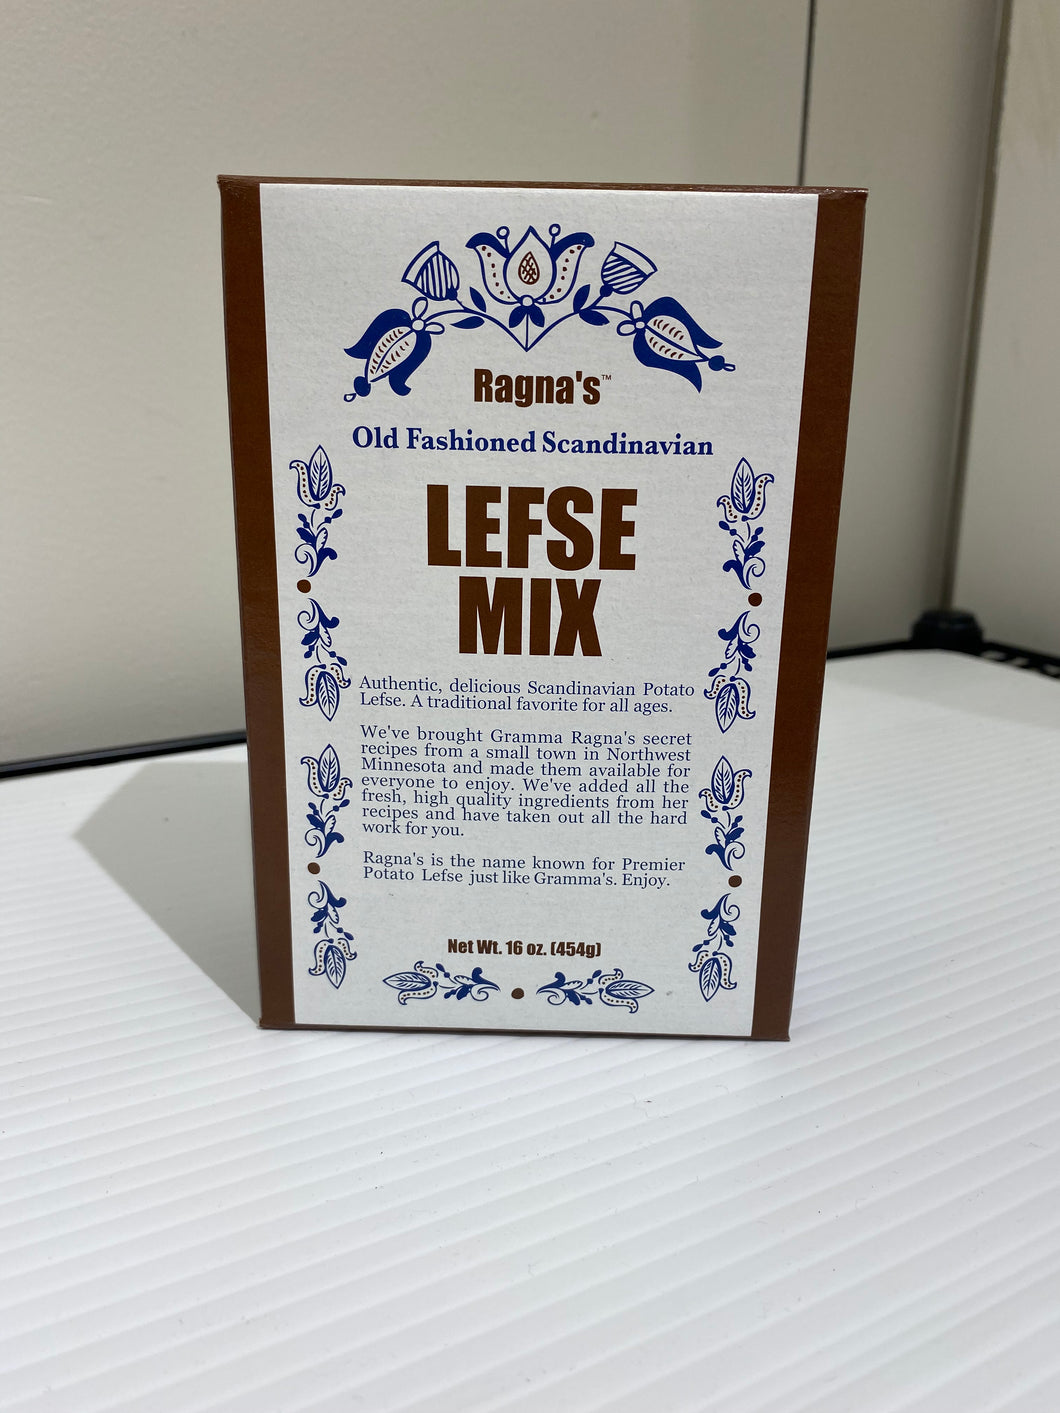 Ragna's™
Old Fashioned Scandinavian
LEFSE
MIX
Authentic, delicious Scandinavian Potato
Lefse. A traditional favorite for all ages.
We've brought Gramma Ragna's secret
recipes from a small town in Northwest
Minnesota and made them available for
everyone to enjoy. We've added all the
fresh, high quality ingredients from her
recipes and have taken out all the hard
work for you.
Ragna's is the name known for Premier
Potato Lefse just like Gramma's. Enjoy.
Net Wt. 16 oz. (454g)